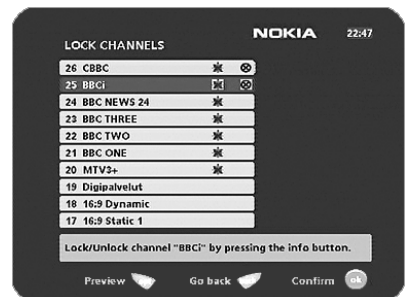 NOKIA 22:47
LOCK CHANNELS
26 CBBC
25 BBCi
24 BBC NEWS 24
23 BBC THREE
22 BBC TWO
21 BBC ONE
20 MTV3+
19 Digipalvelut
18 16:9 Dynamic
17 16:9 Static 1
Lock/Unlock channel "BBCi" by pressing the info button.
Preview Go back Confirm ok